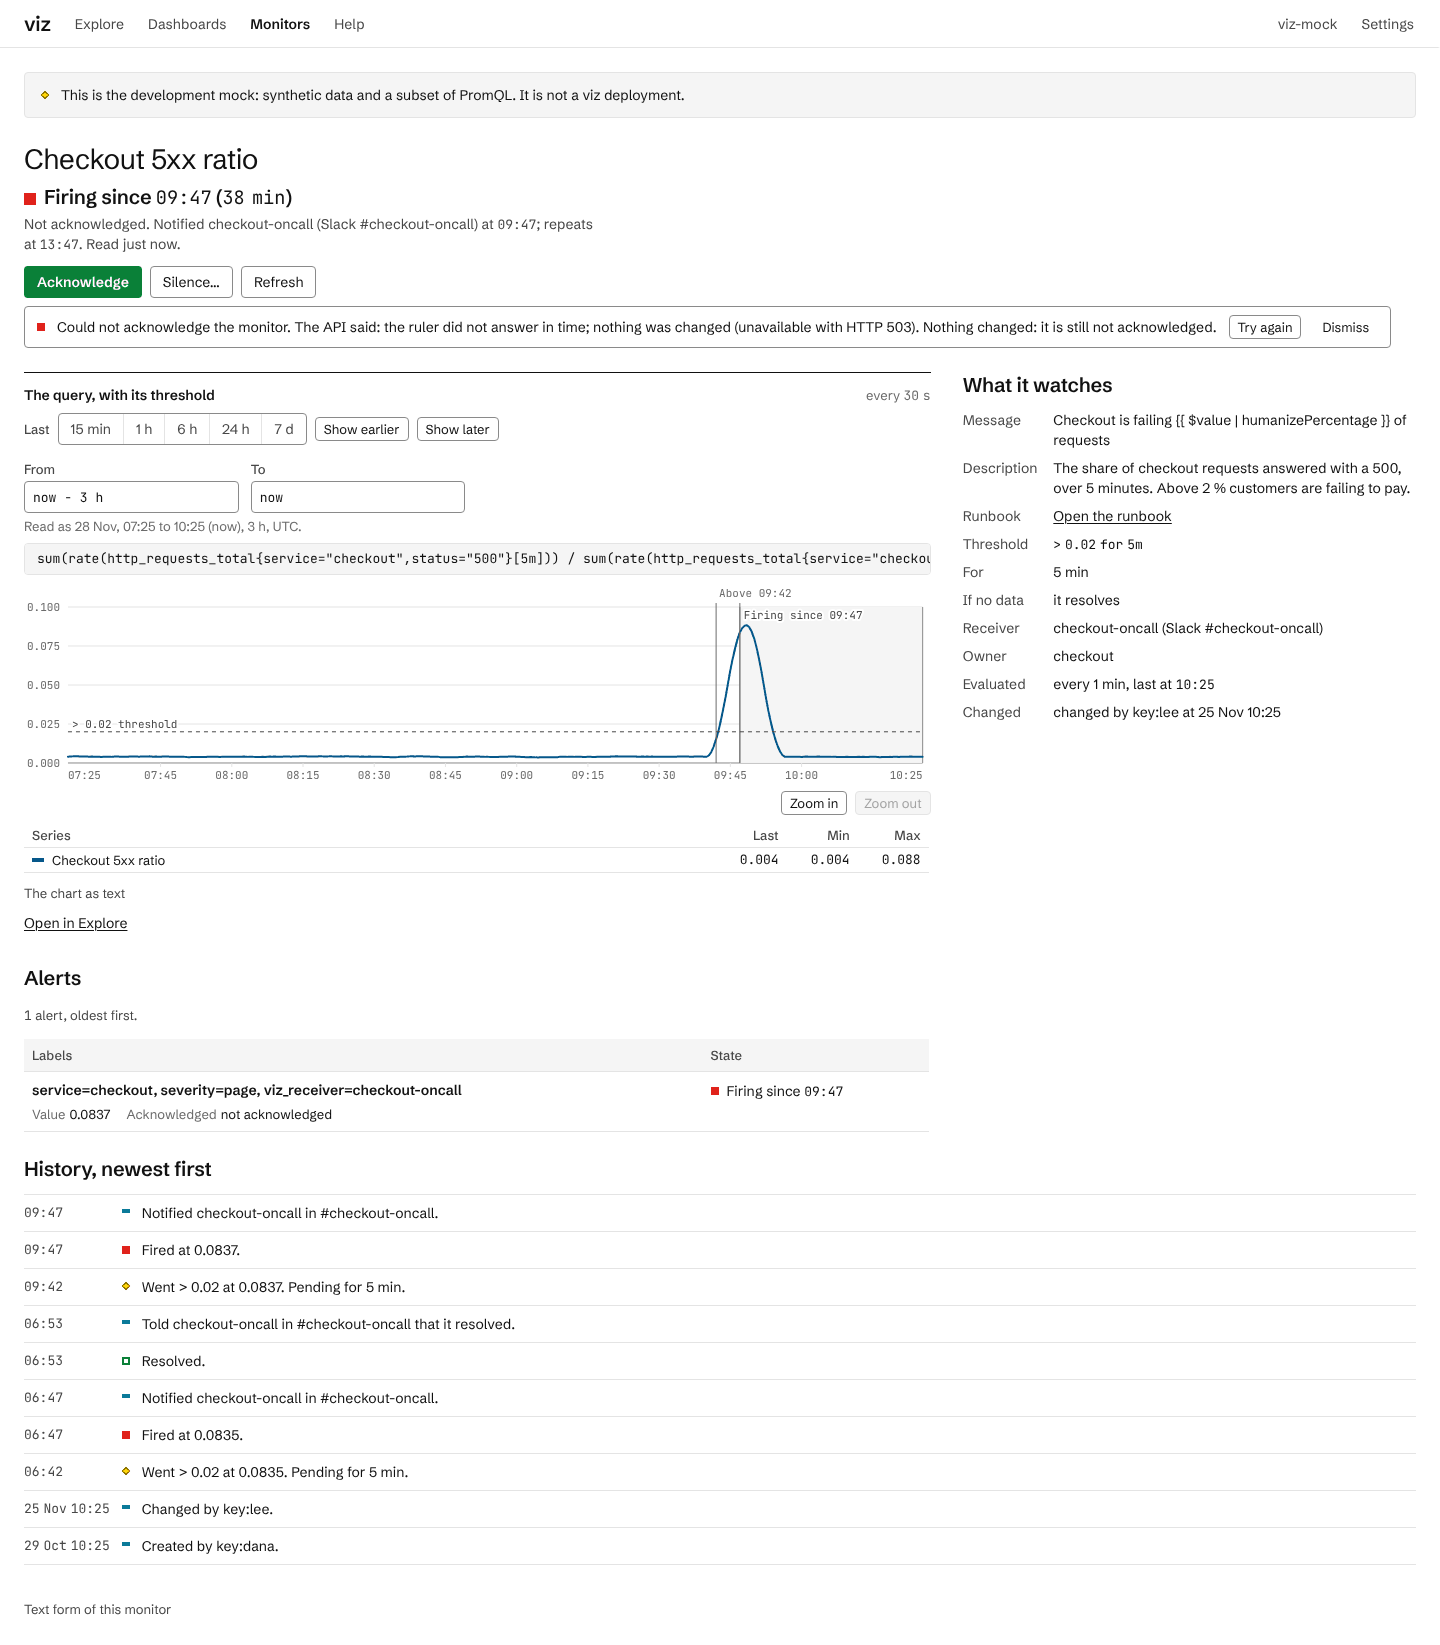 viz Explore Dashboards Monitors Help viz-mock Settings
This is the development mock: synthetic data and a subset of PromQL. It is not a viz deployment.
Checkout 5xx ratio
Firing since 09:47 (38 min)
Not acknowledged. Notified checkout-oncall (Slack #checkout-oncall) at 09:47; repeats
at 13:47. Read just now.
Acknowledge Silence... Refresh
Could not acknowledge the monitor. The API said: the ruler did not answer in time; nothing was changed (unavailable with HTTP 503). Nothing changed: it is still not acknowledged. Try again Dismiss
The query, with its threshold every 30 s
Last 15 min 1 h 6 h 24 h 7 d Show earlier Show later
From To
now - 3 h now
Read as 28 Nov, 07:25 to 10:25 (now), 3 h, UTC.
sum(rate(http_requests_total{service="checkout",status="500"}[5m])) / sum(rate(http_requests_total{service="checkou
Above 09:42
0.100
Firing since 09:47
0.075
0.050
0.025 > 0.02 threshold
0.000
07:25 07:45 08:00 08:15 08:30 08:45 09:00 09:15 09:30 09:45 10:00 10:25
Zoom in Zoom out
Series Last Min Max
Checkout 5xx ratio 0.004 0.004 0.088
The chart as text
Open in Explore
What it watches
Message Checkout is failing {{ $value | humanizePercentage }} of
requests
Description The share of checkout requests answered with a 500,
over 5 minutes. Above 2 % customers are failing to pay.
Runbook Open the runbook
Threshold > 0.02 for 5m
For 5 min
If no data it resolves
Receiver checkout-oncall (Slack #checkout-oncall)
Owner checkout
Evaluated every 1 min, last at 10:25
Changed changed by key:lee at 25 Nov 10:25
Alerts
1 alert, oldest first.
Labels State
service=checkout, severity=page, viz_receiver=checkout-oncall Firing since 09:47
Value 0.0837 Acknowledged not acknowledged
History, newest first
09:47 Notified checkout-oncall in #checkout-oncall.
09:47 Fired at 0.0837.
09:42 Went > 0.02 at 0.0837. Pending for 5 min.
06:53 Told checkout-oncall in #checkout-oncall that it resolved.
06:53 Resolved.
06:47 Notified checkout-oncall in #checkout-oncall.
06:47 Fired at 0.0835.
06:42 Went > 0.02 at 0.0835. Pending for 5 min.
25 Nov 10:25 Changed by key:lee.
29 Oct 10:25 Created by key:dana.
Text form of this monitor